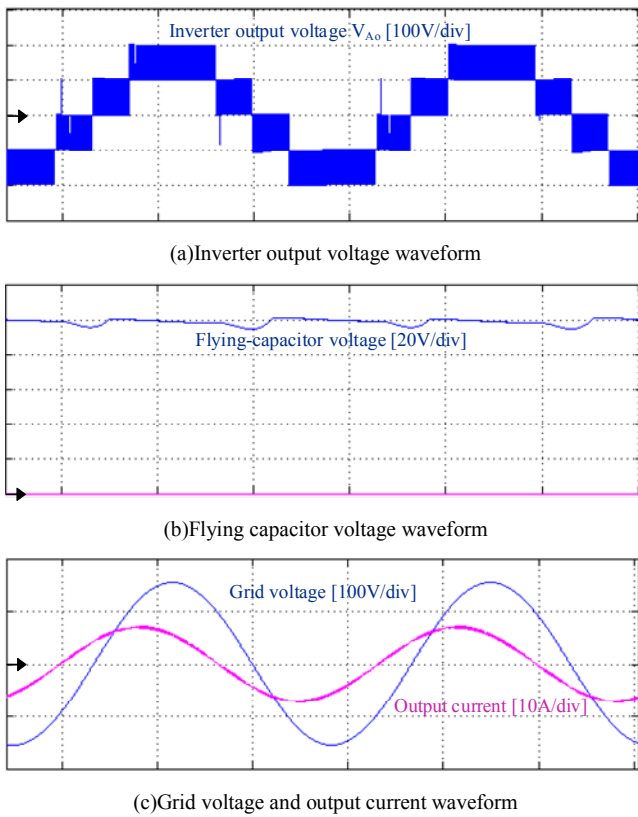 Inverter output voltage VAo [100V/div]
(a)Inverter output voltage waveform
Flying-capacitor voltage [20V/div]
(b)Flying capacitor voltage waveform
Grid voltage [100V/div]
Output current [10A/div]
(c)Grid voltage and output current waveform